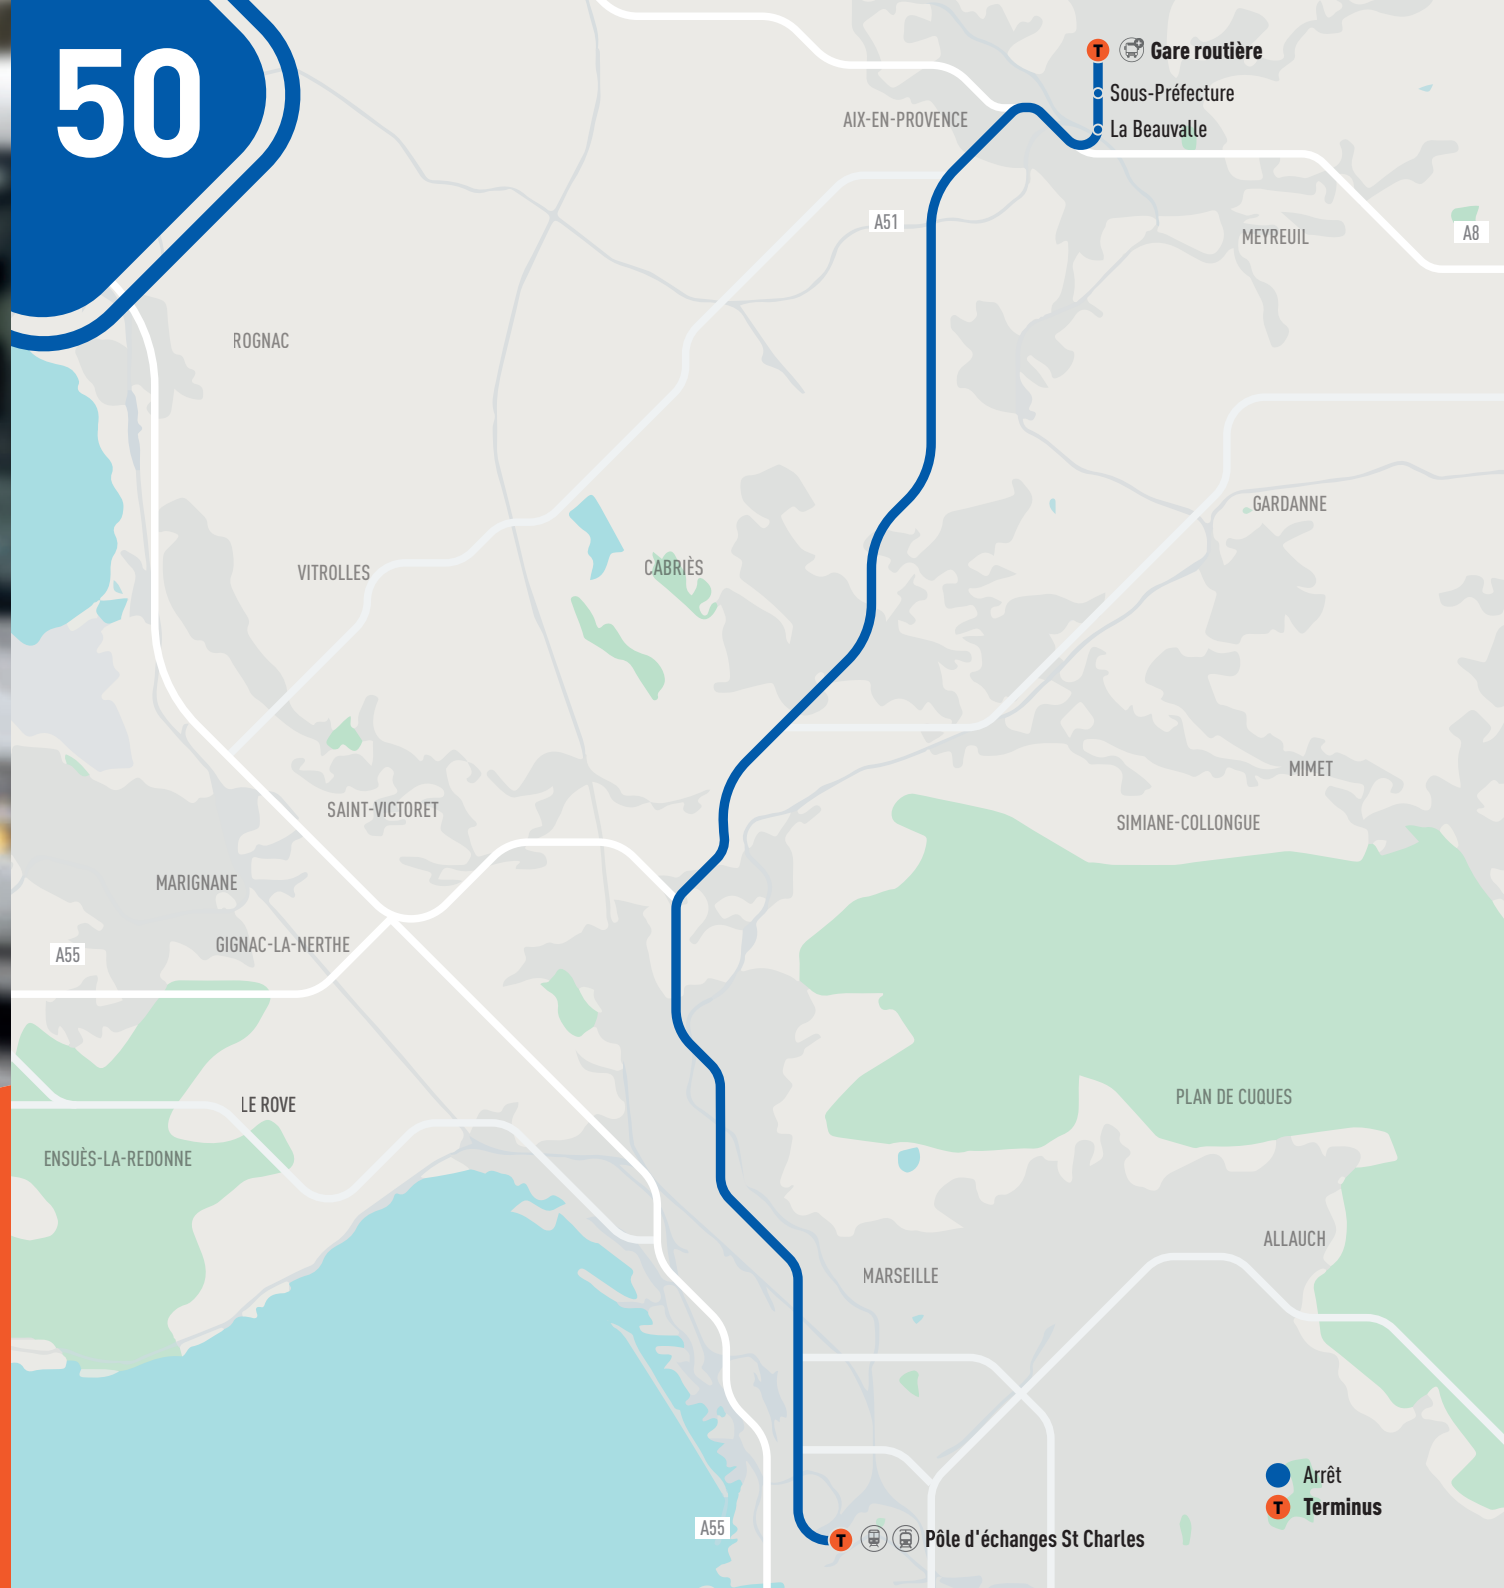 50
T Gare routière
Sous-Préfecture
AIX-EN-PROVENCE
La Beauvalle
A51
A8
MEYREUIL
ROGNAC
GARDANNE
CABRIÈS
VITROLLES
MIMET
SAINT-VICTORET
SIMIANE-COLLONGUE
MARIGNANE
GIGNAC-LA-NERTHE
A55
PLAN DE CUQUES
LE ROVE
ENSUÈS-LA-REDONNE
ALLAUCH
MARSEILLE
Arrêt
T Terminus
A55
T Pôle d'échanges St Charles